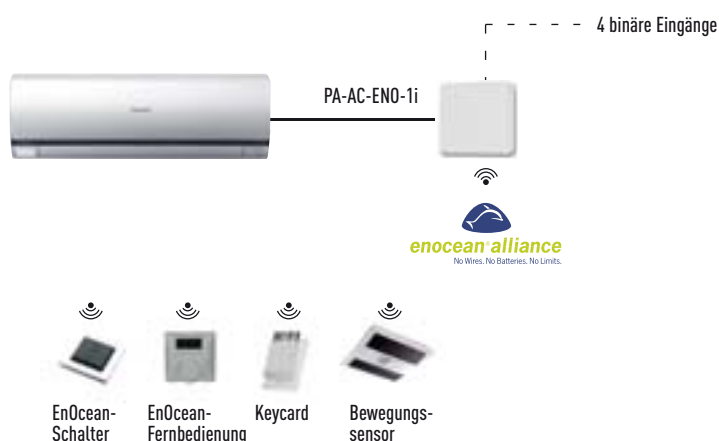 4 binäre Eingänge
PA-AC-ENO-1i
enocean® alliance
No Wires. No Batteries. No Limits.
EnOcean-
Schalter
EnOcean-
Fernbedienung
Keycard
Bewegungs-
sensor